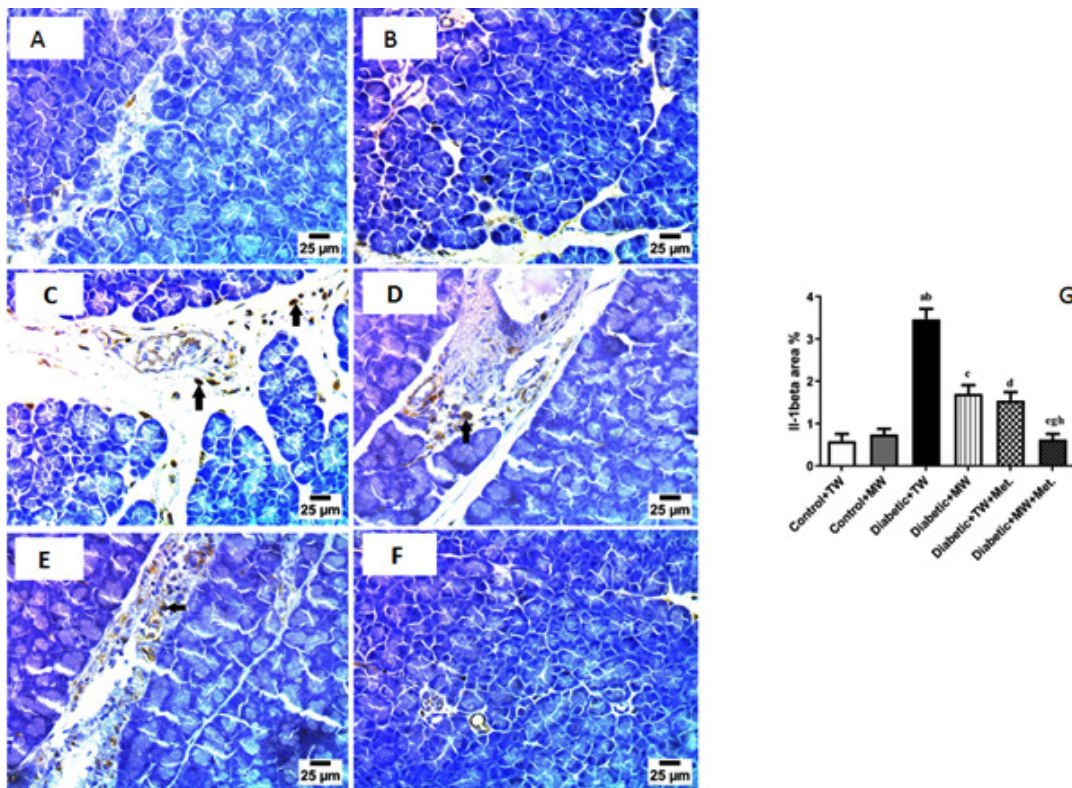 A
B
25 µm
25 µm
C
D
25 µm
25 µm
E
F
25 µm
25 µm
G
Il-1beta area %
4
3
2
1
0
ab
c
d
egh
Control+TW
Control+MW
Diabetic+TW
Diabetic+MW
Diabetic+TW+Met.
Diabetic+MW+Met.